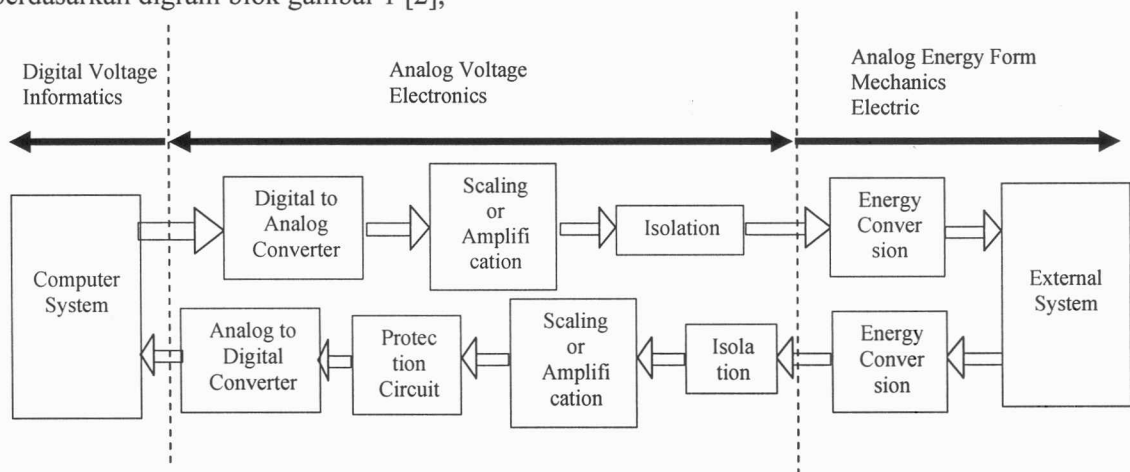 berdasarkan digram blok gambar 1 [2],
Digital Voltage
Informatics
Analog Voltage
Electronics
Analog Energy Form
Mechanics
Electric
Computer
System
Digital to
Analog
Converter
Scaling
or
Amplifi
cation
Isolation
Energy
Conver
sion
External
System
Analog to
Digital
Converter
Protec
tion
Circuit
Scaling
or
Amplifi
cation
Isola
tion
Energy
Conver
sion